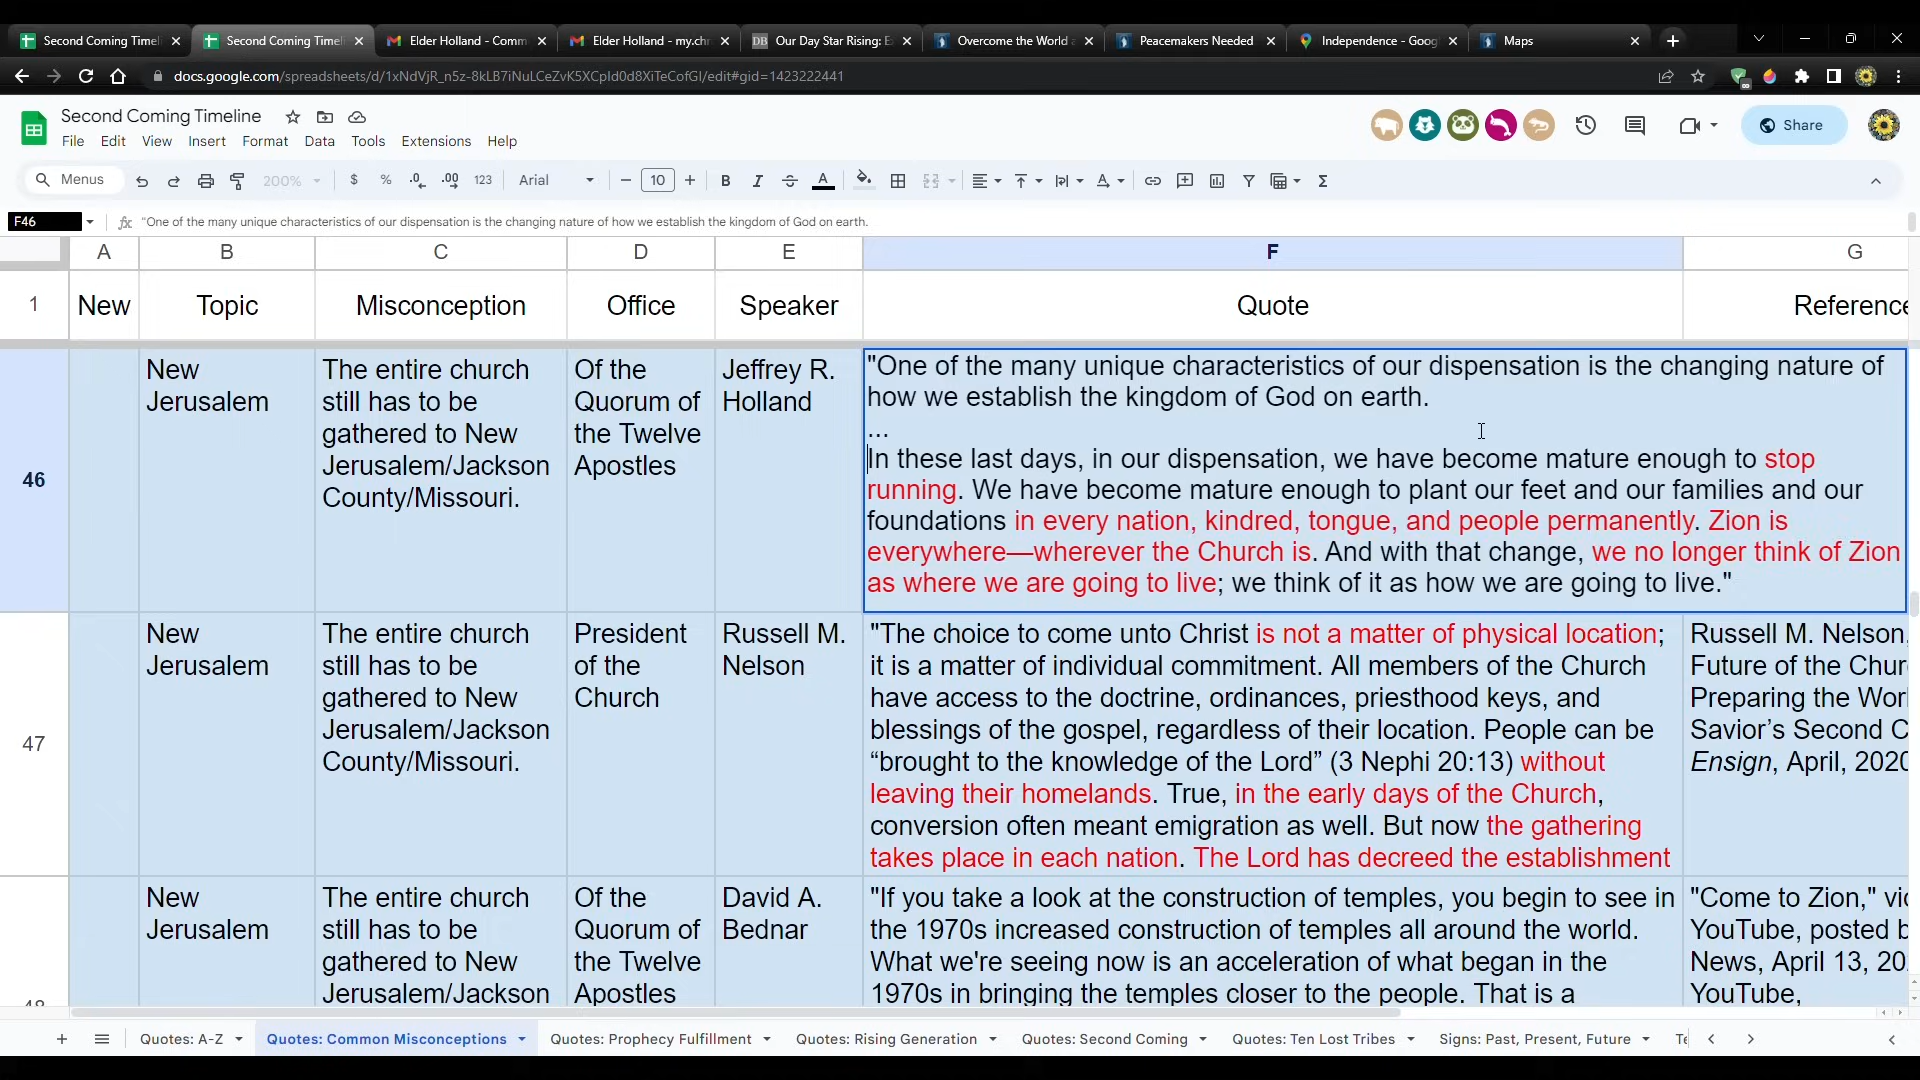 Second Coming Timel
Second Coming Timel
Elder Holland - Comm
Elder Holland - my.chr
DB Our Day Star Rising: E
Overcome the World
Peacemakers Needed
Independence - Goog
Maps
docs.google.com/spreadsheets/d/1xNdVjR_n5z-8kLB7iNuLCeZvK5XCpId0d8XiTeCofGI/edit#gid=1423222441
Second Coming Timeline
File Edit View Insert Format Data Tools Extensions Help
Share
Menus 200% $ % .0 .00 123 Arial 10 B I A
F46 fx "One of the many unique characteristics of our dispensation is the changing nature of how we establish the kingdom of God on earth.
A B C D E F G
1 New Topic Misconception Office Speaker Quote Reference
46
New
Jerusalem
The entire church
still has to be
gathered to New
Jerusalem/Jackson
County/Missouri.
Of the
Quorum of
the Twelve
Apostles
Jeffrey R.
Holland
"One of the many unique characteristics of our dispensation is the changing nature of
how we establish the kingdom of God on earth.
...
In these last days, in our dispensation, we have become mature enough to stop
running. We have become mature enough to plant our feet and our families and our
foundations in every nation, kindred, tongue, and people permanently. Zion is
everywhere—wherever the Church is. And with that change, we no longer think of Zion
as where we are going to live; we think of it as how we are going to live."
47
New
Jerusalem
The entire church
still has to be
gathered to New
Jerusalem/Jackson
County/Missouri.
President
of the
Church
Russell M.
Nelson
"The choice to come unto Christ is not a matter of physical location;
it is a matter of individual commitment. All members of the Church
have access to the doctrine, ordinances, priesthood keys, and
blessings of the gospel, regardless of their location. People can be
“brought to the knowledge of the Lord” (3 Nephi 20:13) without
leaving their homelands. True, in the early days of the Church,
conversion often meant emigration as well. But now the gathering
takes place in each nation. The Lord has decreed the establishment
Russell M. Nelson,
Future of the Chur
Preparing the Worl
Savior’s Second C
Ensign, April, 2020
48
New
Jerusalem
The entire church
still has to be
gathered to New
Jerusalem/Jackson
Of the
Quorum of
the Twelve
Apostles
David A.
Bednar
"If you take a look at the construction of temples, you begin to see in
the 1970s increased construction of temples all around the world.
What we're seeing now is an acceleration of what began in the
1970s in bringing the temples closer to the people. That is a
"Come to Zion," vi
YouTube, posted b
News, April 13, 20
YouTube,
Quotes: A-Z Quotes: Common Misconceptions Quotes: Prophecy Fulfillment Quotes: Rising Generation Quotes: Second Coming Quotes: Ten Lost Tribes Signs: Past, Present, Future Te